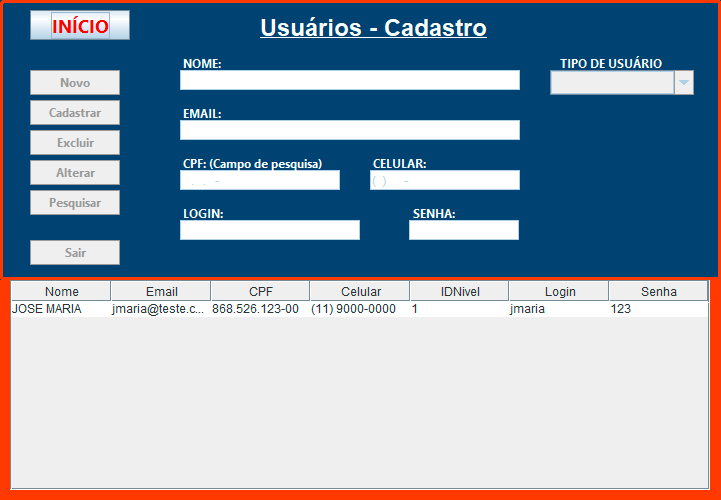 INÍCIO
Usuários - Cadastro
NOME:
TIPO DE USUÁRIO
Novo
Cadastrar
EMAIL:
Excluir
CPF: (Campo de pesquisa)
CELULAR:
Alterar
. . -
( ) -
Pesquisar
LOGIN:
SENHA:
Sair
Nome Email CPF Celular IDNivel Login Senha
JOSE MARIA jmaria@teste.c... 868.526.123-00 (11) 9000-0000 1 jmaria 123